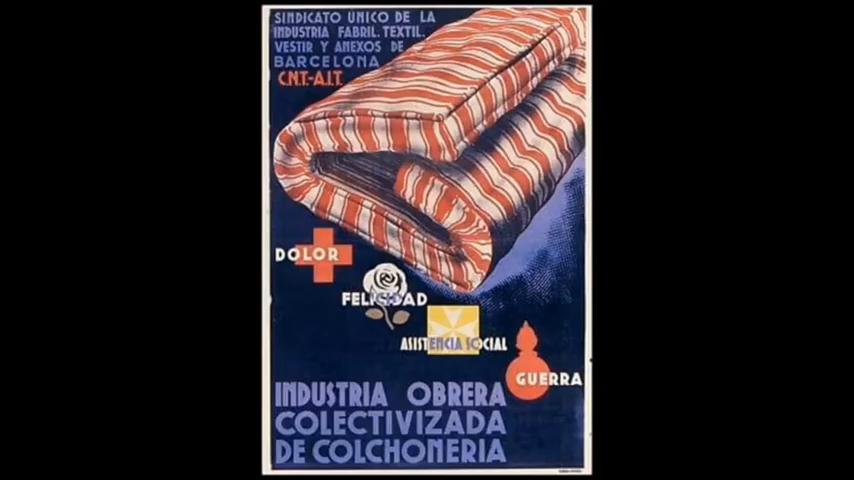 SINDICATO ÚNICO DE LA
INDUSTRIA FABRIL. TEXTIL.
VESTIR Y ANEXOS DE
BARCELONA
C.N.T.-A.I.T.
DOLOR
FELICIDAD
ASISTENCIA SOCIAL
GUERRA
INDUSTRIA OBRERA
COLECTIVIZADA
DE COLCHONERIA